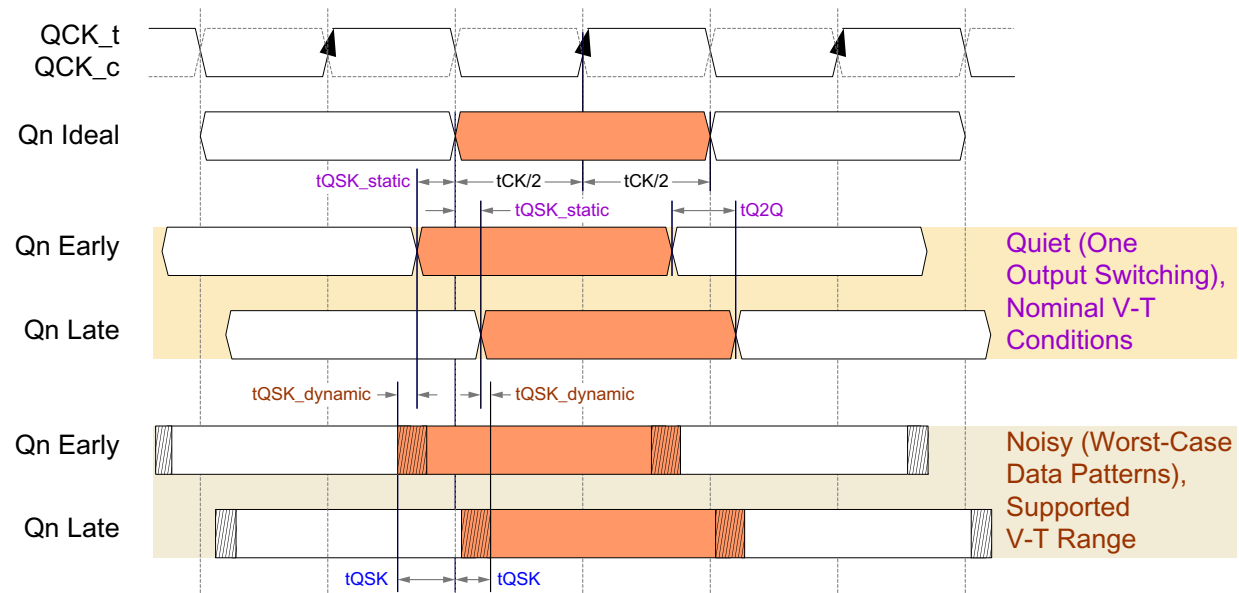 QCK_t
QCK_c
Qn Ideal
tQSK_static
tCK/2
tCK/2
tQSK_static
tQ2Q
Qn Early
Quiet (One
Output Switching),
Nominal V-T
Conditions
Qn Late
tQSK_dynamic
tQSK_dynamic
Qn Early
Noisy (Worst-Case
Data Patterns),
Supported
V-T Range
Qn Late
tQSK
tQSK